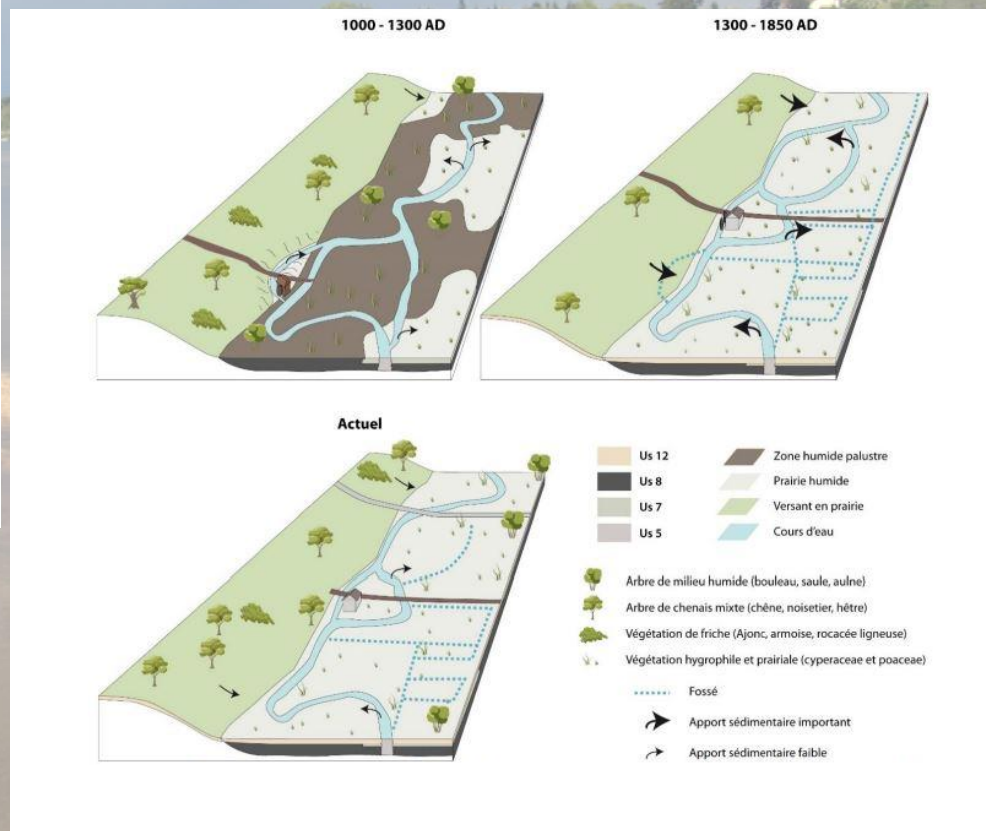 1000 - 1300 AD
1300 - 1850 AD
Actuel
Us 12
Us 8
Us 7
Us 5
Zone humide palustre
Prairie humide
Versant en prairie
Cours d'eau
Arbre de milieu humide (bouleau, saule, aulne)
Arbre de chenais mixte (chêne, noisetier, hêtre)
Végétation de friche (Ajonc, armoise, rocacée ligneuse)
Végétation hygrophile et prairiale (cyperaceae et poaceae)
Fossé
Apport sédimentaire important
Apport sédimentaire faible